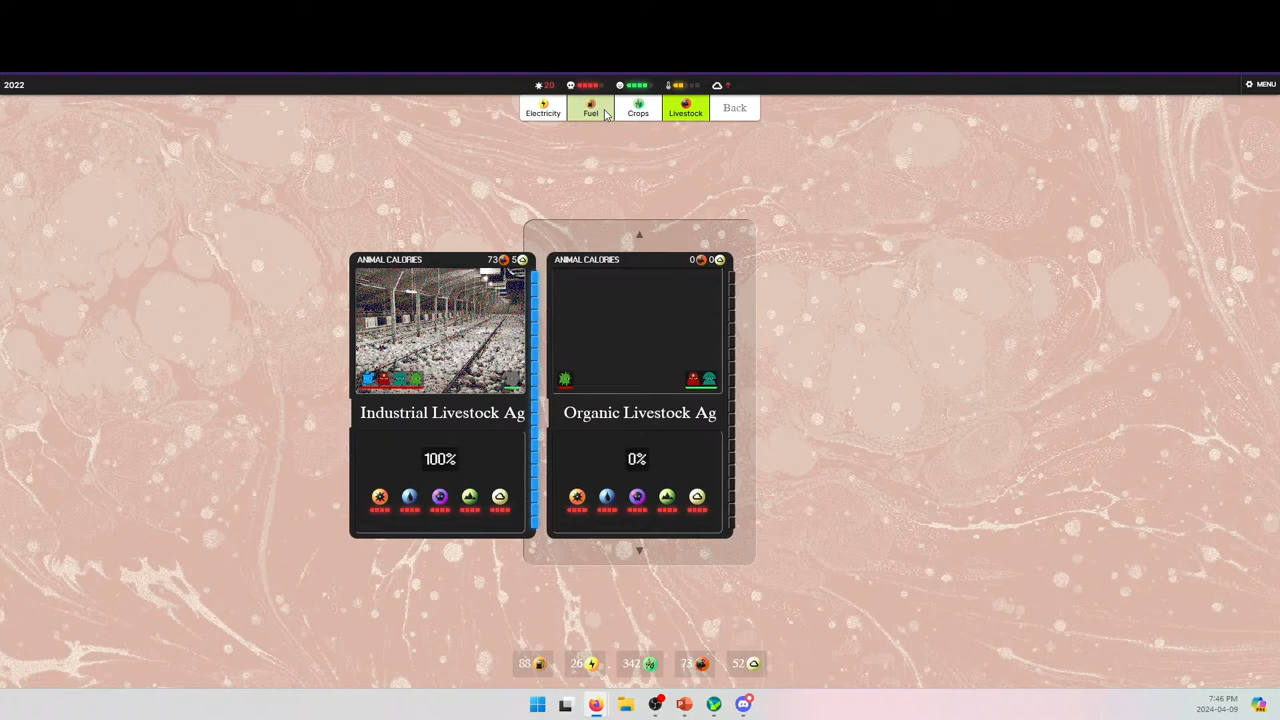 2022
20
MENU
Electricity
Fuel
Crops
Livestock
Back
ANIMAL CALORIES
73
5
Industrial Livestock Ag
100%
ANIMAL CALORIES
0
0
Organic Livestock Ag
0%
88
26
342
73
52
7:46 PM
2024-04-09